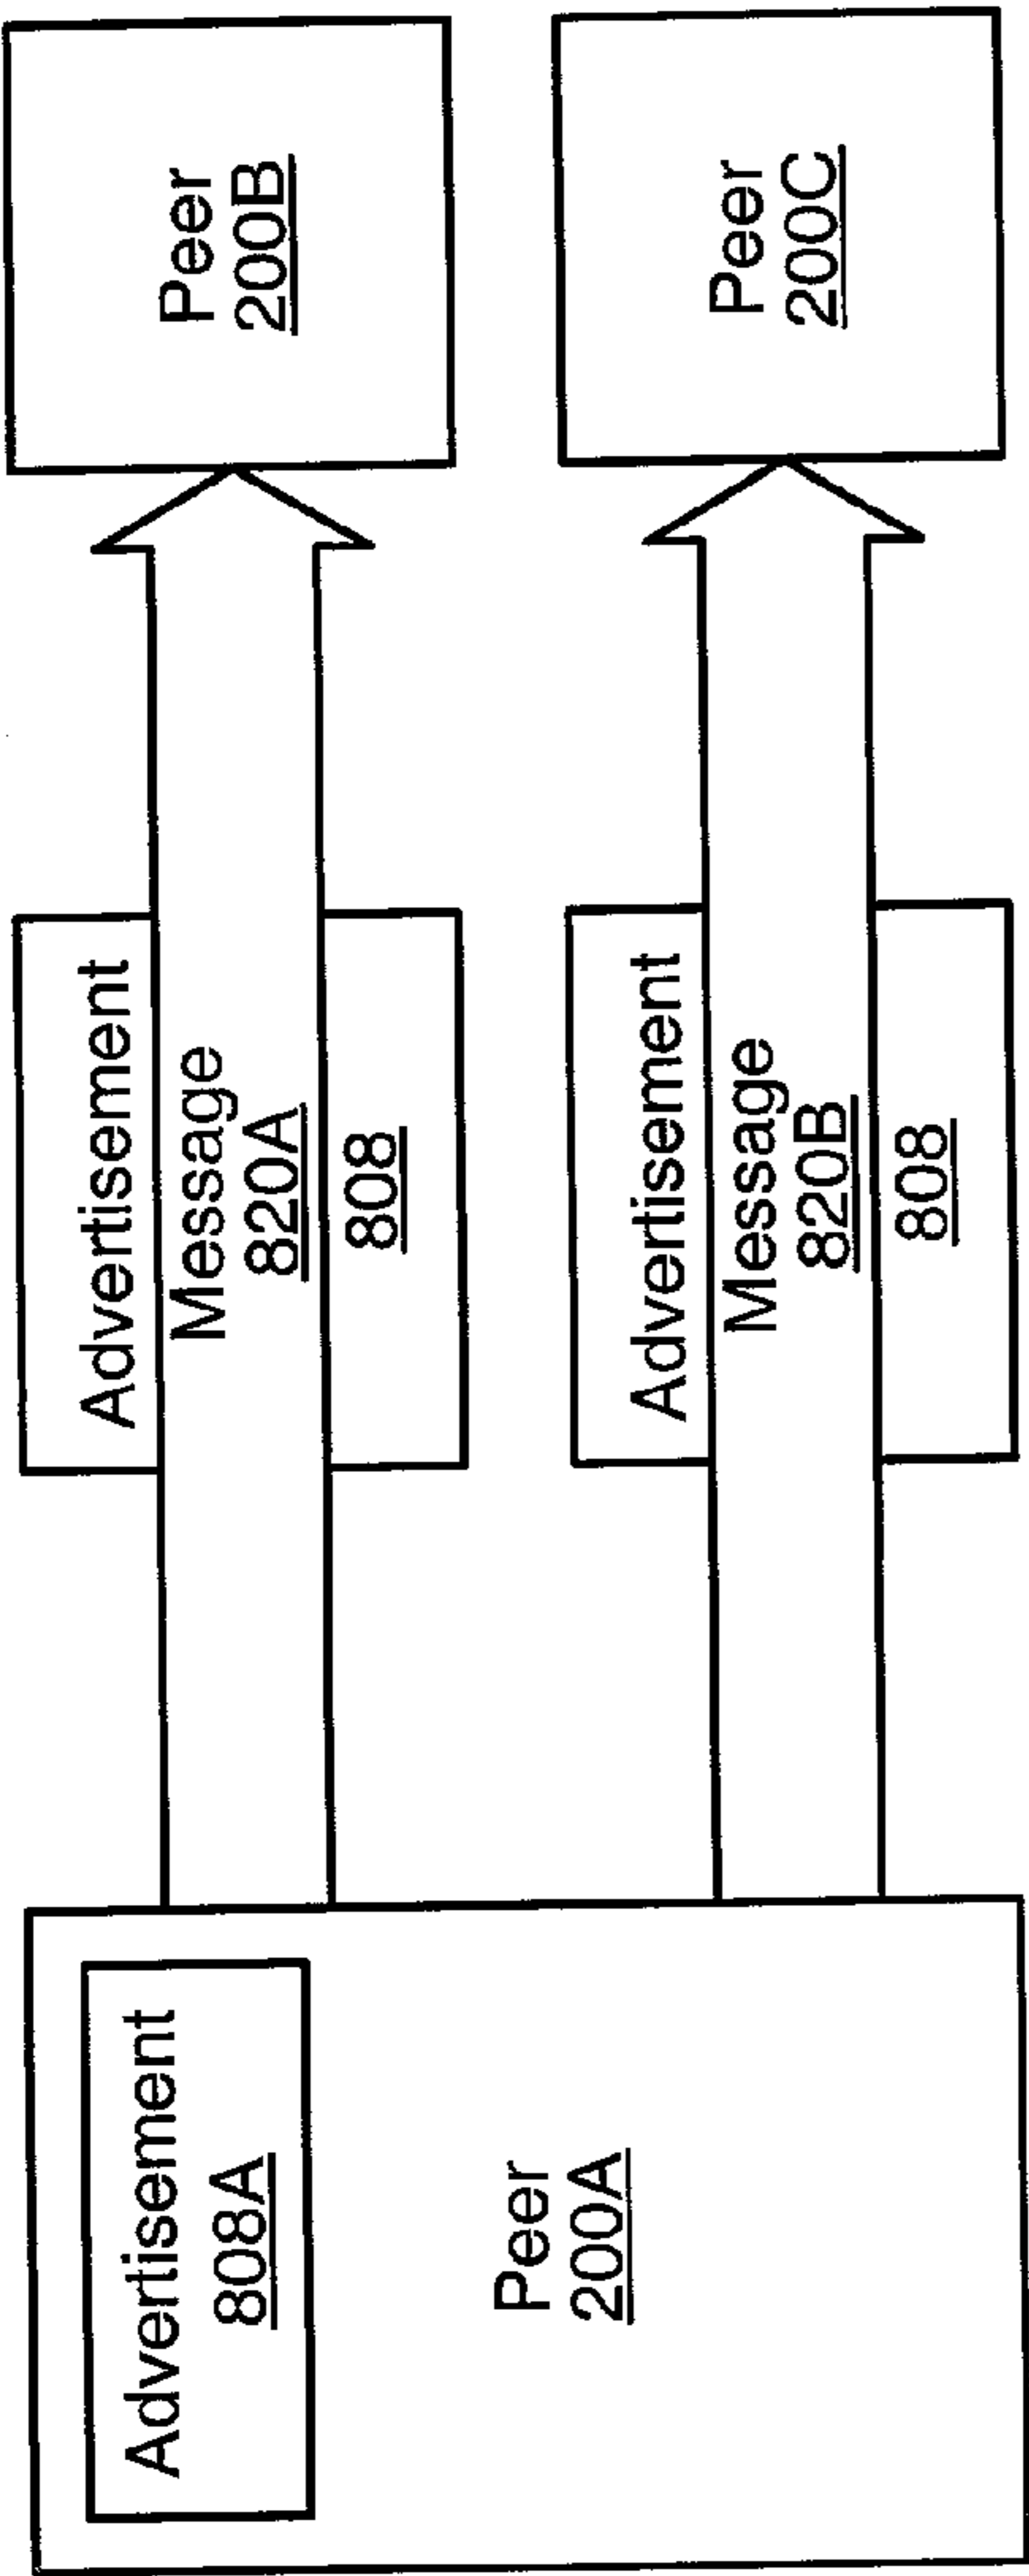 Advertisement
808A
Peer
200A
Advertisement
Message
820A
808
Advertisement
Message
820B
808
Peer
200B
Peer
200C